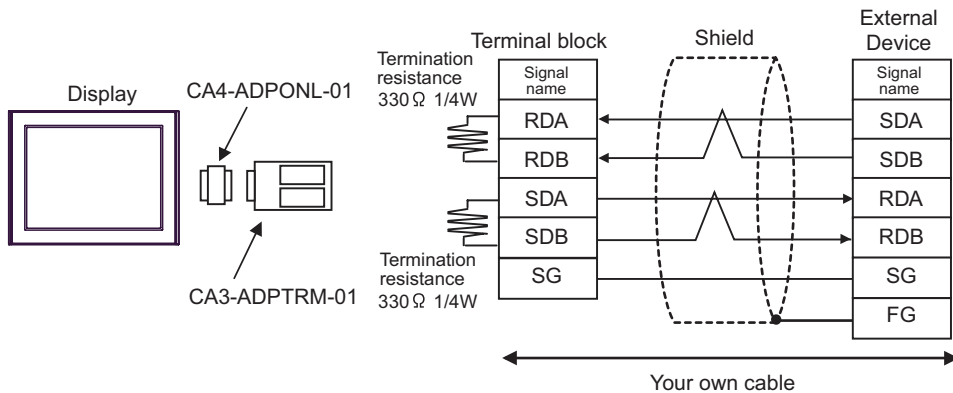 Display
CA4-ADPONL-01
CA3-ADPTRM-01
Termination
resistance
330Ω 1/4W
Termination
resistance
330Ω 1/4W
Terminal block
Signal
name
RDA
RDB
SDA
SDB
SG
Shield
External
Device
Signal
name
SDA
SDB
RDA
RDB
SG
FG
Your own cable